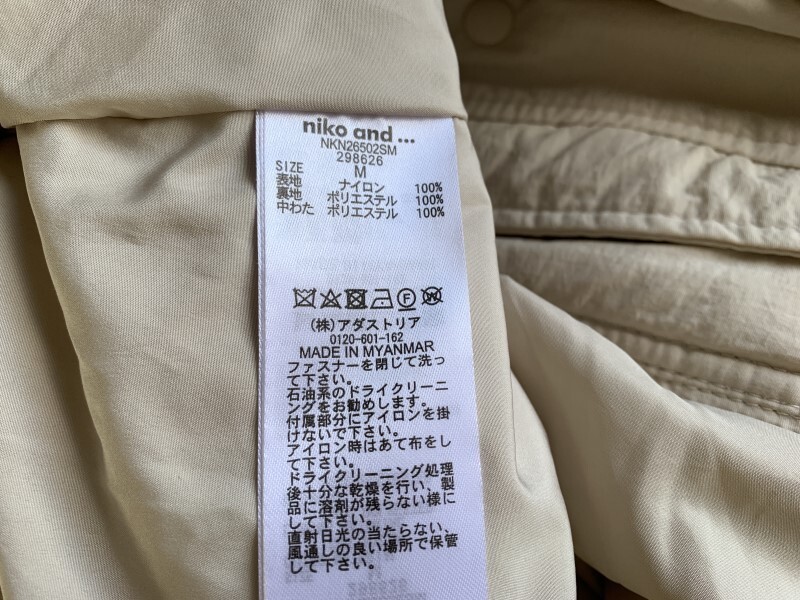 niko and ...
NKN26502SM
298626
SIZE M
表地 ナイロン 100%
裏地 ポリエステル 100%
中わた ポリエステル 100%
(株)アダストリア
0120-601-162
MADE IN MYANMAR
ファスナーを閉じて洗っ
て下さい。
石油系のドライクリーニ
ングをお勧めします。
付属部分にアイロンを掛
けないで下さい。
アイロン時はあて布をし
て下さい。
ドライクリーニング処理
後十分な乾燥を行い、製
品に溶剤が残らない様に
して下さい。
直射日光の当たらない、
風通しの良い場所で保管
して下さい。